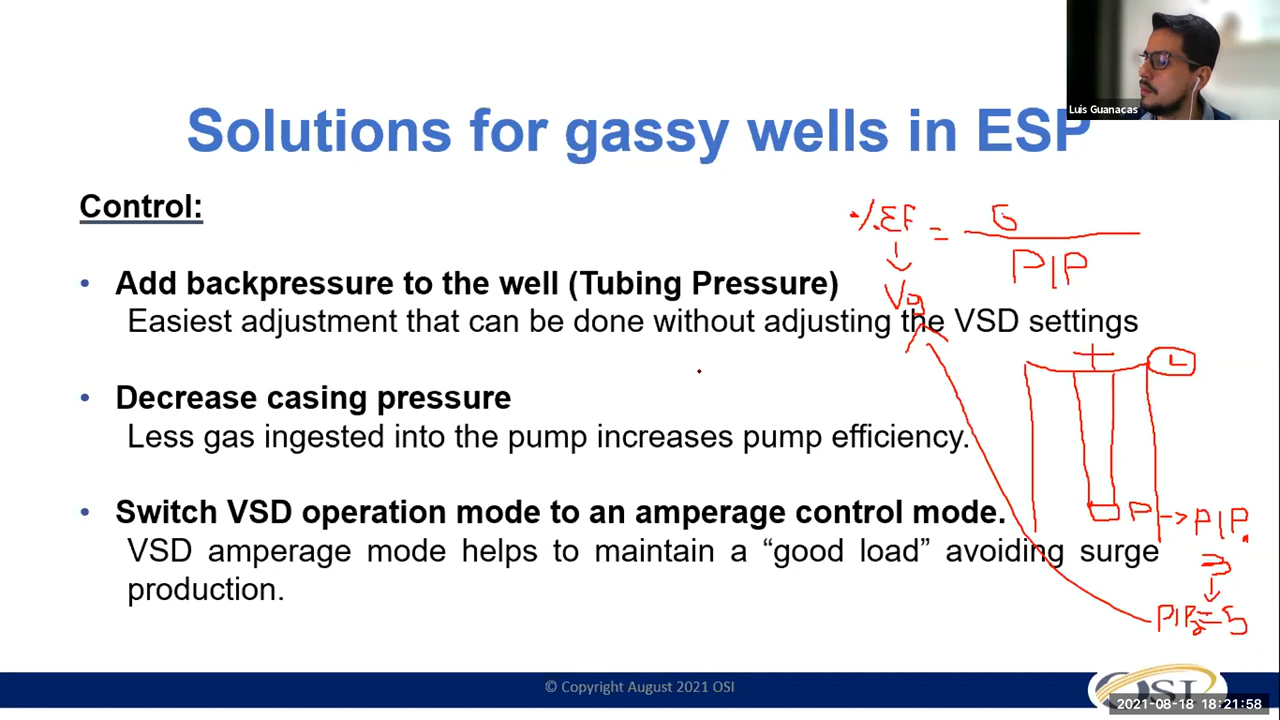 Luis Guanacas
Solutions for gassy wells in ESP
Control:
%EF = G
PIP
Vg
• Add backpressure to the well (Tubing Pressure)
Easiest adjustment that can be done without adjusting the VSD settings
• Decrease casing pressure
Less gas ingested into the pump increases pump efficiency.
• Switch VSD operation mode to an amperage control mode.
P → PIP.
VSD amperage mode helps to maintain a “good load” avoiding surge
production.
PIP2 = 5
© Copyright August 2021 OSI
OSI
2021-08-18 18:21:58